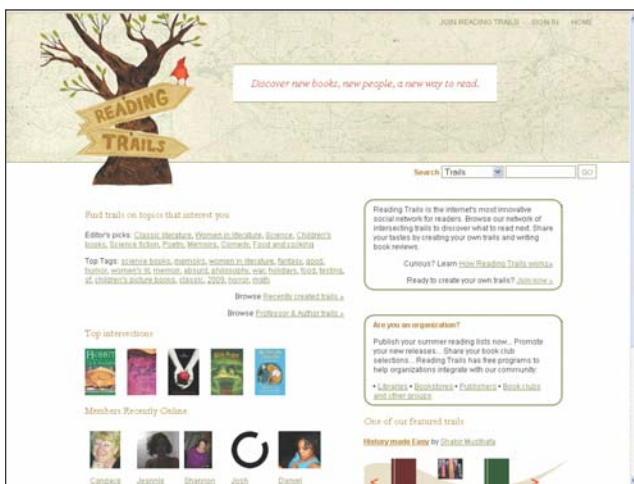 JOIN READING TRAILS SIGN IN HOME
READING
TRAILS
Discover new books, new people, a new way to read.
Search Trails GO
Find trails on topics that interest you
Editor's picks: Classic literature, Women in literature, Science, Children's
books, Science fiction, Poetry, Memoirs, Comedy, Food and cooking
Top Tags: science books, memoirs, women in literature, fantasy, good,
humor, women's lit, memoir, absurd, philosophy, war, holidays, food, testing,
of, children's picture books, classic, 2009, horror, math
Browse Recently created trails »
Browse Professor & Author trails »
Top intersections
HOBBIT
Members Recently Online
Candace Jeannie Shannon Josh Daniel
Reading Trails is the internet's most innovative
social network for readers. Browse our network of
intersecting trails to discover what to read next. Share
your tastes by creating your own trails and writing
book reviews.
Curious? Learn How Reading Trails works»
Ready to create your own trails? Join now »
Are you an organization?
Publish your summer reading lists now... Promote
your new releases... Share your book club
selections... Reading Trails has free programs to
help organizations integrate with our community:
• Libraries • Bookstores • Publishers • Book clubs
and other groups
One of our featured trails
History made Easy by Shabir Musthafa